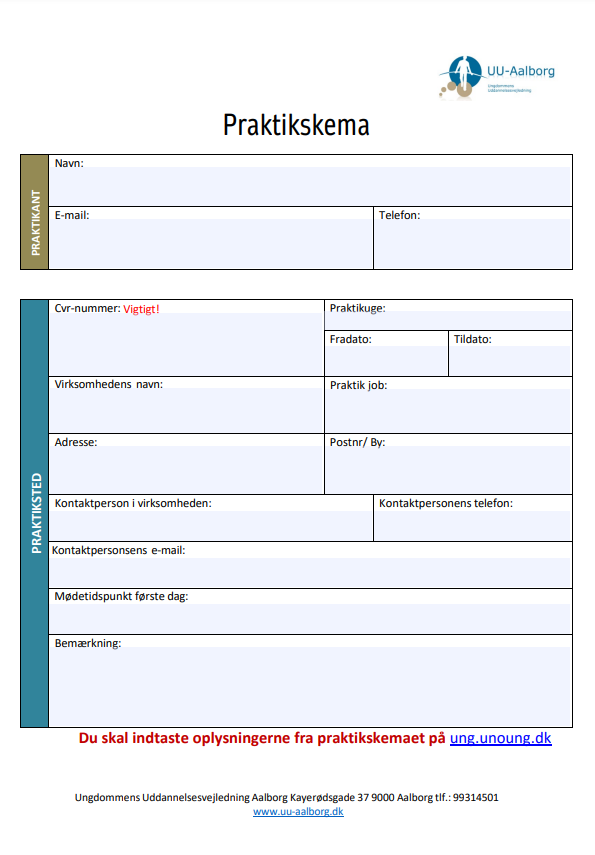 UU-Aalborg
Ungdommens
Uddannelsesvejledning
Praktikskema
PRAKTIKANT
Navn:
E-mail:
Telefon:
PRAKTIKSTED
Cvr-nummer: Vigtigt!
Praktikuge:
Fradato:
Tildato:
Virksomhedens navn:
Praktik job:
Adresse:
Postnr/ By:
Kontaktperson i virksomheden:
Kontaktpersonens telefon:
Kontaktpersonsens e-mail:
Mødetidspunkt første dag:
Bemærkning:
Du skal indtaste oplysningerne fra praktikskemaet på ung.unoung.dk
Ungdommens Uddannelsesvejledning Aalborg Kayerødsgade 37 9000 Aalborg tlf.: 99314501
www.uu-aalborg.dk